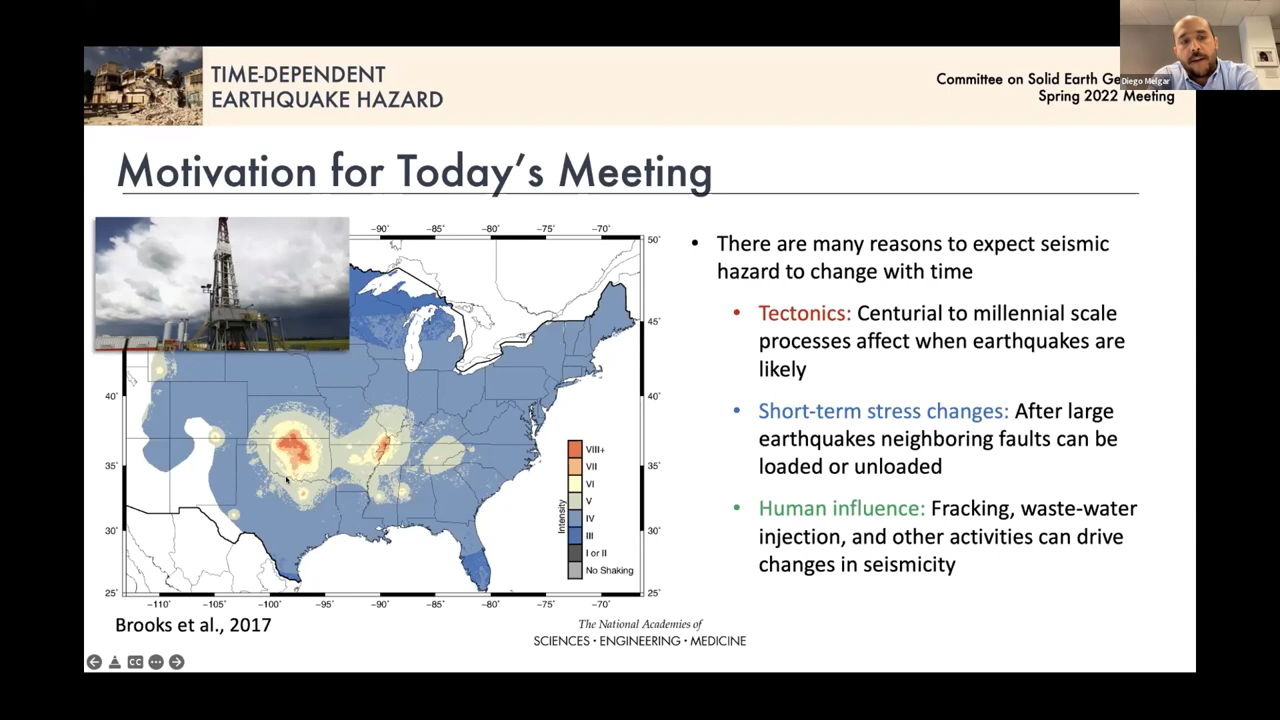 TIME-DEPENDENT
EARTHQUAKE HAZARD
Committee on Solid Earth Ge
Spring 2022 Meeting
Diego Melgar
Motivation for Today's Meeting
-90° -85° -80° -75° -70°
50°
45°
40° 40°
35° 35°
30° 30°
25° 25°
-110° -105° -100° -95° -90° -85° -80° -75° -70°
Intensity
VIII+
VII
VI
V
IV
III
I or II
No Shaking
Brooks et al., 2017
• There are many reasons to expect seismic
hazard to change with time
• Tectonics: Centurial to millennial scale
processes affect when earthquakes are
likely
• Short-term stress changes: After large
earthquakes neighboring faults can be
loaded or unloaded
• Human influence: Fracking, waste-water
injection, and other activities can drive
changes in seismicity
The National Academies of
SCIENCES • ENGINEERING • MEDICINE
CC